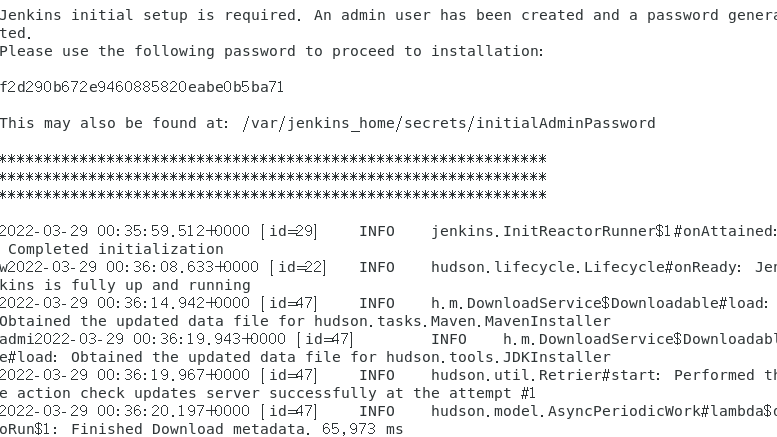 Jenkins initial setup is required. An admin user has been created and a password genera
ted.
Please use the following password to proceed to installation:
f2d290b672e9460885820eabe0b5ba71
This may also be found at: /var/jenkins_home/secrets/initialAdminPassword
*************************************************************
*************************************************************
*************************************************************
2022-03-29 00:35:59.512+0000 [id=29] INFO jenkins.InitReactorRunner$1#onAttained:
Completed initialization
w2022-03-29 00:36:08.633+0000 [id=22] INFO hudson.lifecycle.Lifecycle#onReady: Jen
kins is fully up and running
2022-03-29 00:36:14.942+0000 [id=47] INFO h.m.DownloadService$Downloadable#load:
Obtained the updated data file for hudson.tasks.Maven.MavenInstaller
admi2022-03-29 00:36:19.943+0000 [id=47] INFO h.m.DownloadService$Downloadabl
e#load: Obtained the updated data file for hudson.tools.JDKInstaller
2022-03-29 00:36:19.967+0000 [id=47] INFO hudson.util.Retrier#start: Performed th
e action check updates server successfully at the attempt #1
2022-03-29 00:36:20.197+0000 [id=47] INFO hudson.model.AsyncPeriodicWork#lambda$d
oRun$1: Finished Download metadata. 65,973 ms